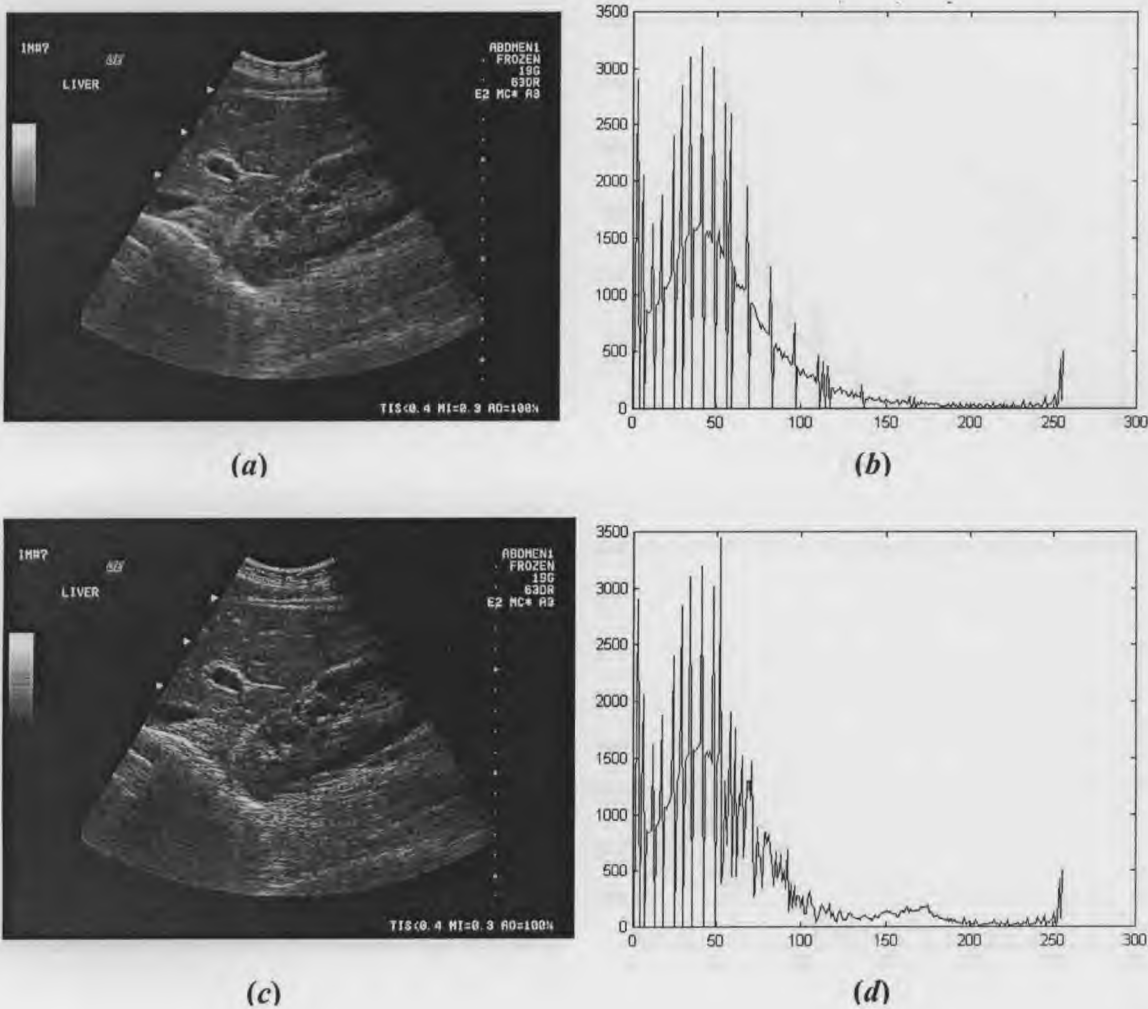 IM#7
LIVER
ABDMEN1
FROZEN
19G
63DR
E2 MC* A3
TIS<0.4 MI=0.3 AO=100%
(a)
3500
3000
2500
2000
1500
1000
500
0
0 50 100 150 200 250 300
(b)
IM#7
LIVER
ABDMEN1
FROZEN
19G
63DR
E2 MC* A3
TIS<0.4 MI=0.3 AO=100%
(c)
3500
3000
2500
2000
1500
1000
500
0
0 50 100 150 200 250 300
(d)